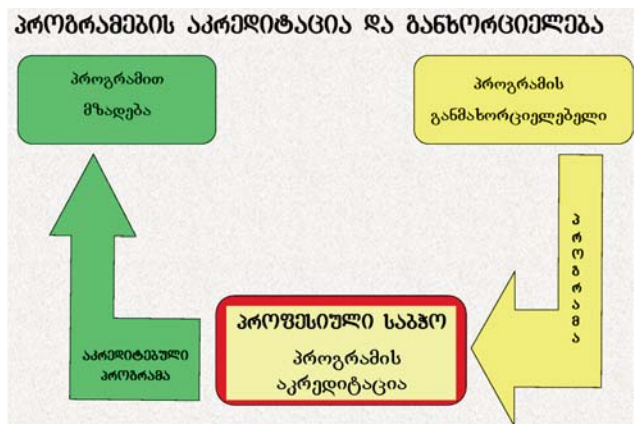 პროგრამების აკრედიტაცია და განხორციელება
პროგრამით
მზადება
პროგრამის
განმახორციელებელი
პროგრამა
პროფესიული საბჭო
პროგრამის
აკრედიტაცია
აკრედიტებული
პროგრამა